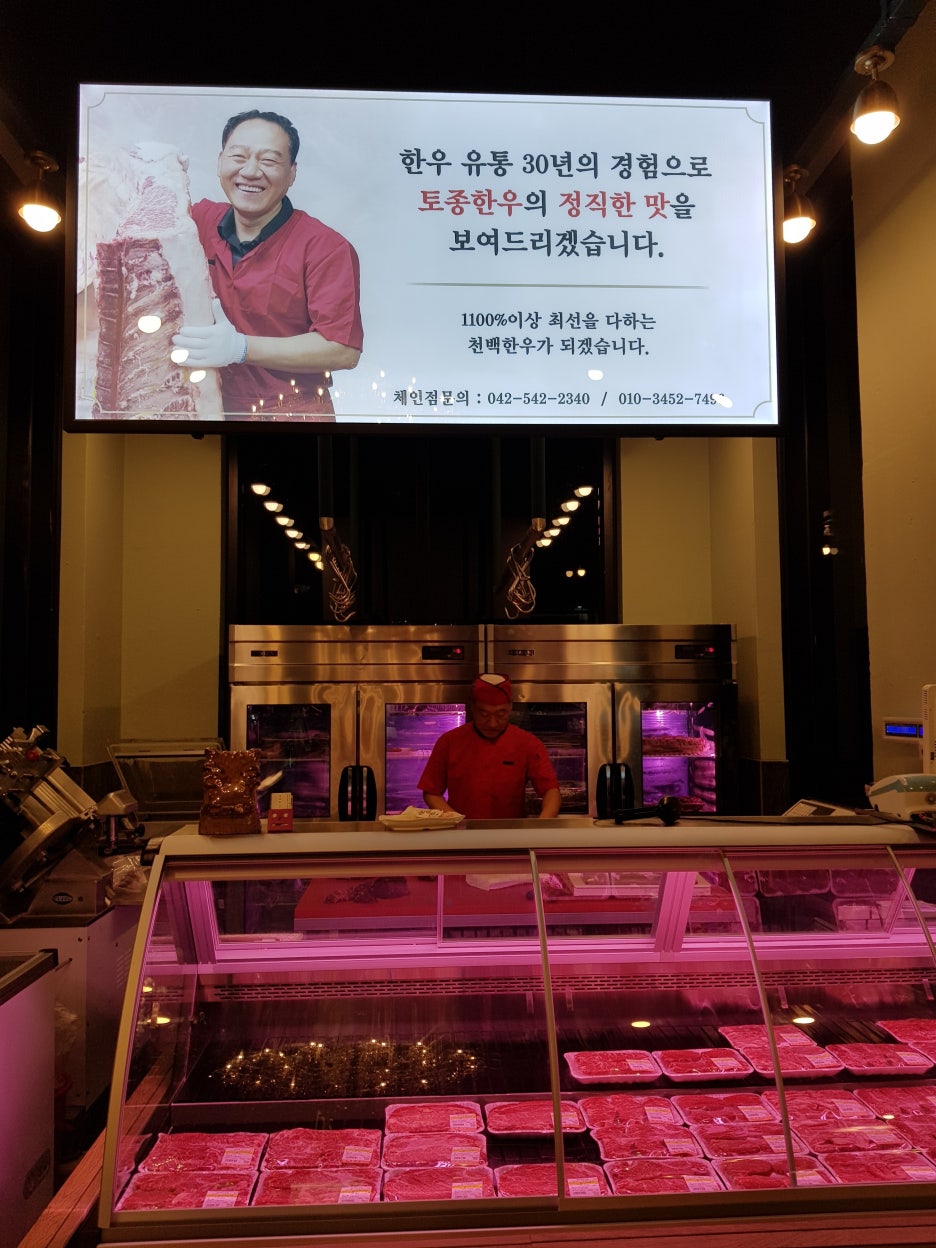 한우 유통 30년의 경험으로
토종한우의 정직한 맛을
보여드리겠습니다.
1100%이상 최선을 다하는
천백한우가 되겠습니다.
체인점문의 : 042-542-2340 / 010-3452-749